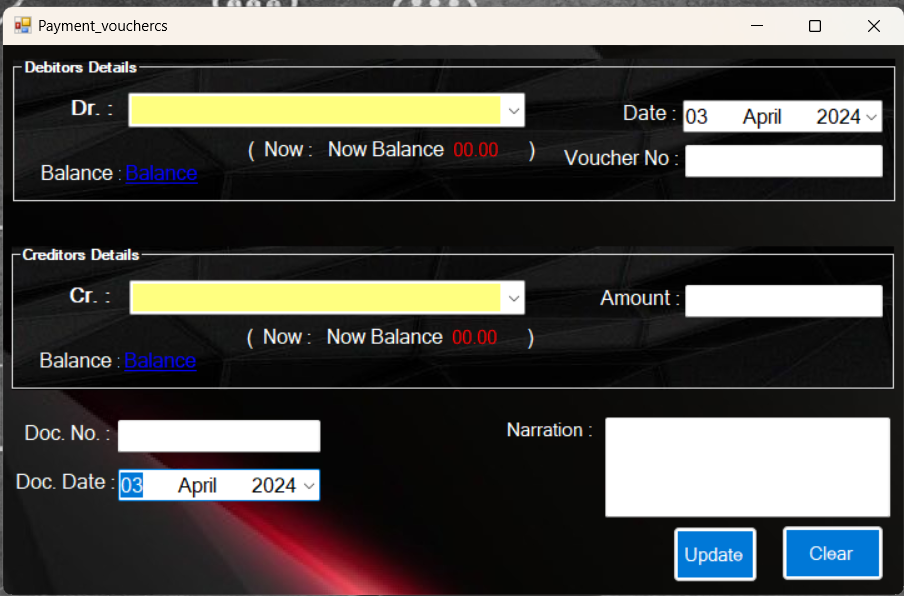 Payment_vouchercs
Debitors Details
Dr. :
Date : 03 April 2024
( Now : Now Balance 00.00 )
Voucher No :
Balance : Balance
Creditors Details
Cr. :
Amount :
( Now : Now Balance 00.00 )
Balance : Balance
Doc. No. :
Narration :
Doc. Date : 03 April 2024
Update
Clear